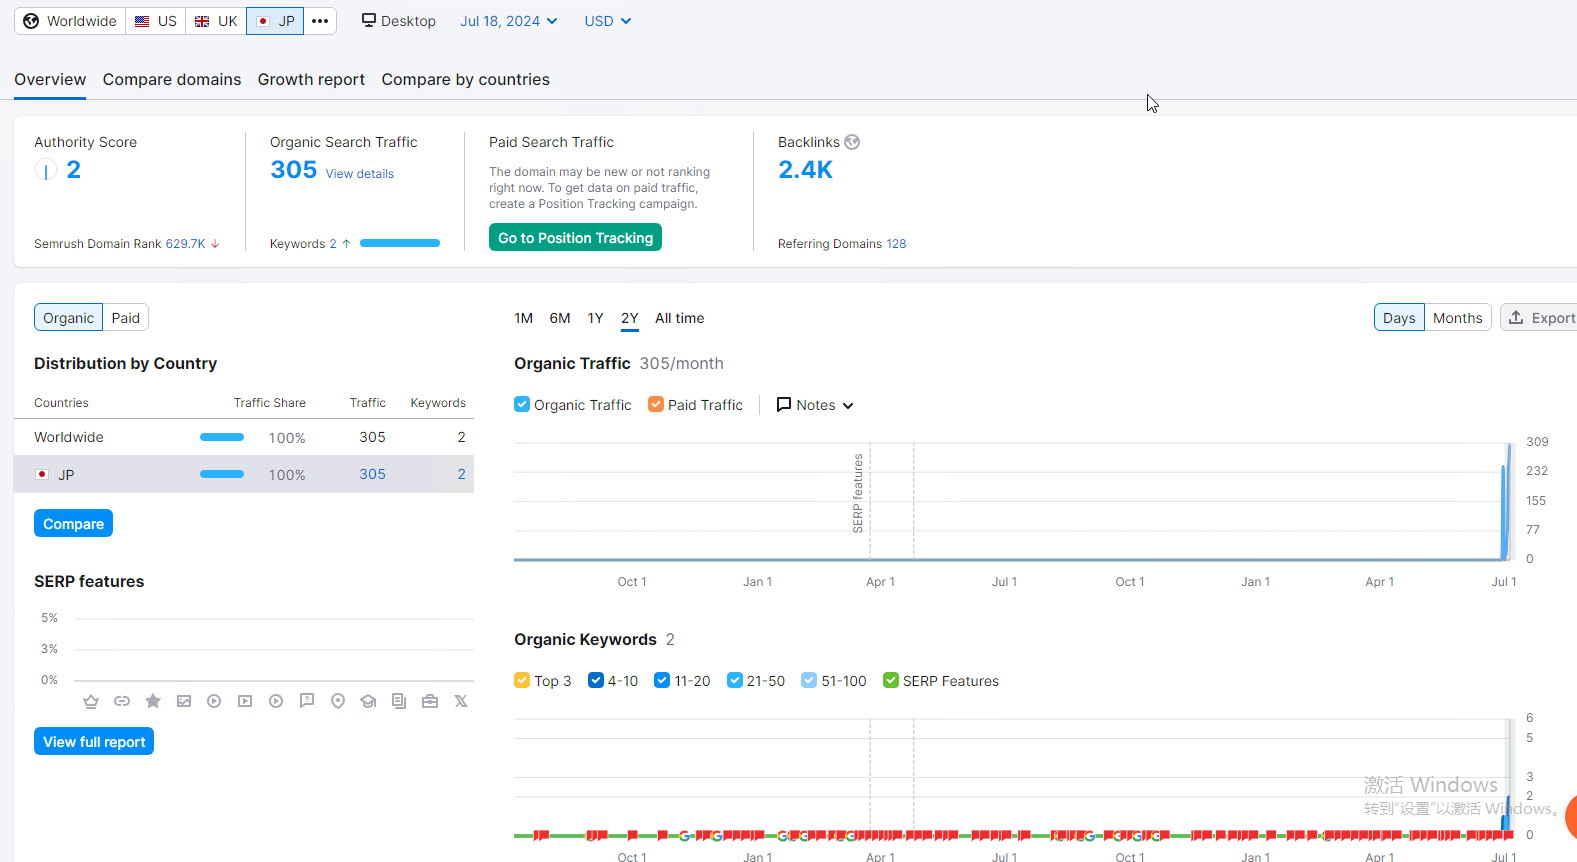 Worldwide US UK JP ••• Desktop Jul 18, 2024 USD
Overview Compare domains Growth report Compare by countries
Authority Score
2
Semrush Domain Rank 629.7K ↓
Organic Search Traffic
305 View details
Keywords 2 ↑
Paid Search Traffic
The domain may be new or not ranking
right now. To get data on paid traffic,
create a Position Tracking campaign.
Go to Position Tracking
Backlinks
2.4K
Referring Domains 128
Organic Paid
Distribution by Country
Countries Traffic Share Traffic Keywords
Worldwide 100% 305 2
JP 100% 305 2
Compare
SERP features
5%
3%
0%
View full report
1M 6M 1Y 2Y All time
Days Months Export
Organic Traffic 305/month
Organic Traffic Paid Traffic Notes
SERP features
309
232
155
77
0
Oct 1 Jan 1 Apr 1 Jul 1 Oct 1 Jan 1 Apr 1 Jul 1
Organic Keywords 2
Top 3 4-10 11-20 21-50 51-100 SERP Features
6
5
3
2
0
Oct 1 Jan 1 Apr 1 Jul 1 Oct 1 Jan 1 Apr 1 Jul 1
激活 Windows
转到“设置”以激活 Windows。